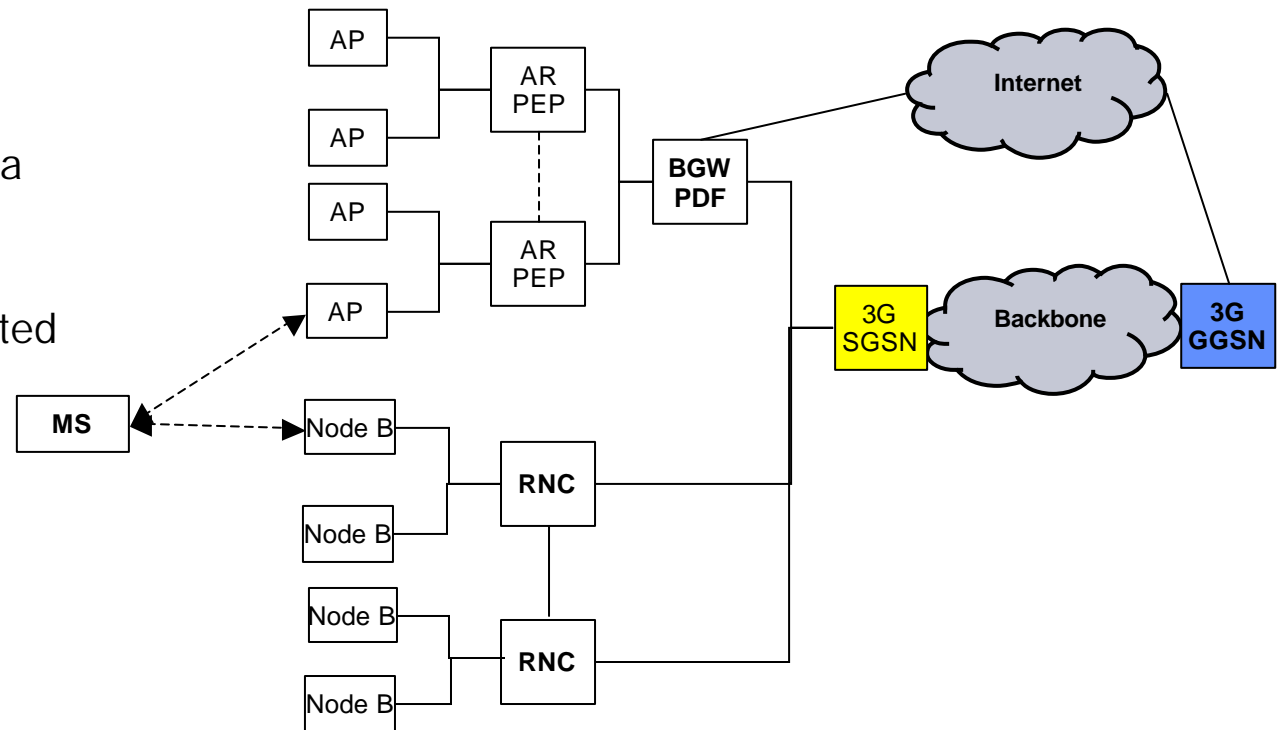 AP
AP
AP
AP
AR
PEP
AR
PEP
BGW
PDF
Internet
a
ted
MS
3G
SGSN
Backbone
3G
GGSN
Node B
Node B
Node B
Node B
RNC
RNC